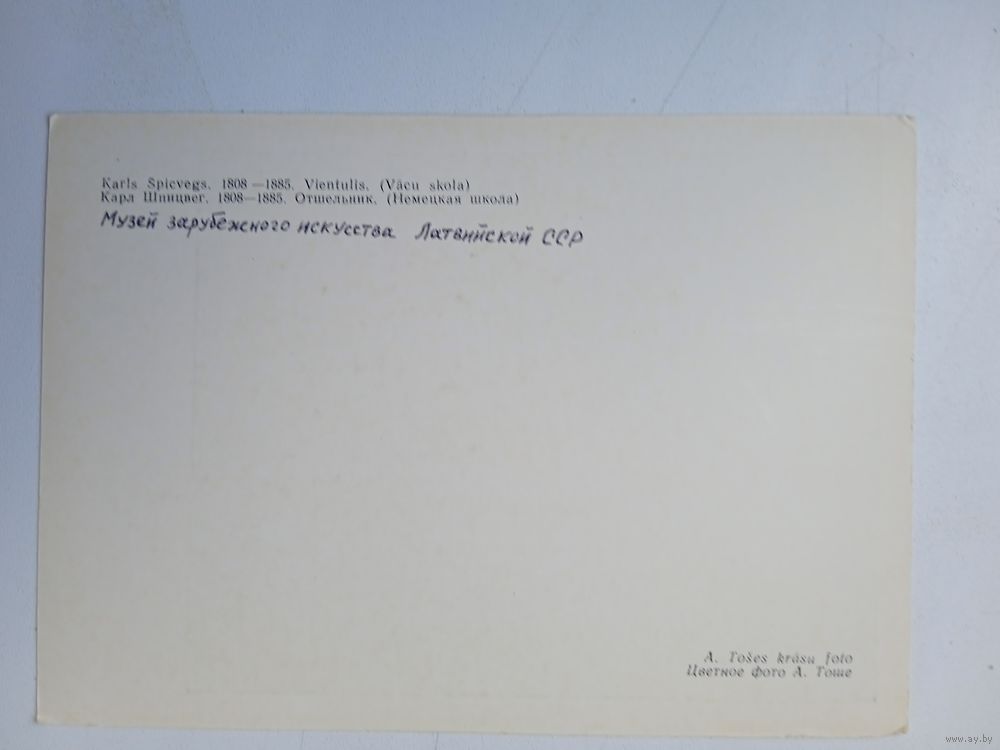 Karls Špicvegs. 1808—1885. Vientulis. (Vācu skola)
Карл Шпицвег. 1808—1885. Отшельник. (Немецкая школа)
Музей зарубежного искусства Латвийской ССР
A. Tošes krāsu foto
Цветное фото А. Тоше
www.ay.by